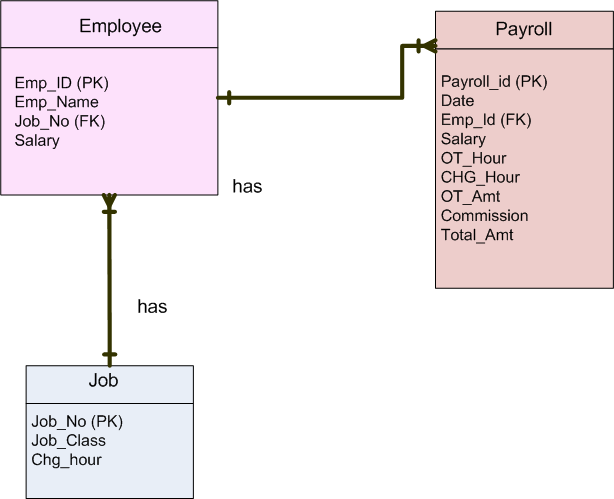 Employee
Emp_ID (PK)
Emp_Name
Job_No (FK)
Salary
Payroll
Payroll_id (PK)
Date
Emp_Id (FK)
Salary
OT_Hour
CHG_Hour
OT_Amt
Commission
Total_Amt
has
has
Job
Job_No (PK)
Job_Class
Chg_hour